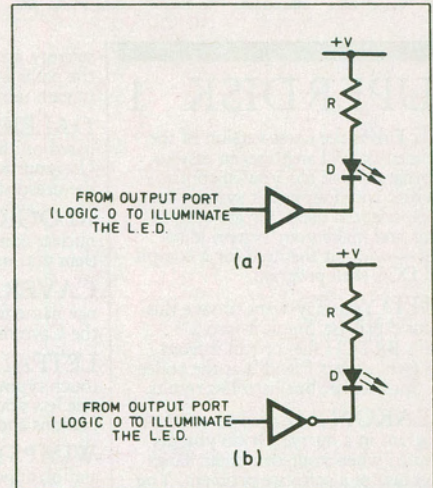 +V
R
D
FROM OUTPUT PORT
(LOGIC 0 TO ILLUMINATE
THE L.E.D.
(a)
+V
R
D
FROM OUTPUT PORT
(LOGIC 0 TO ILLUMINATE
THE L.E.D.
(b)